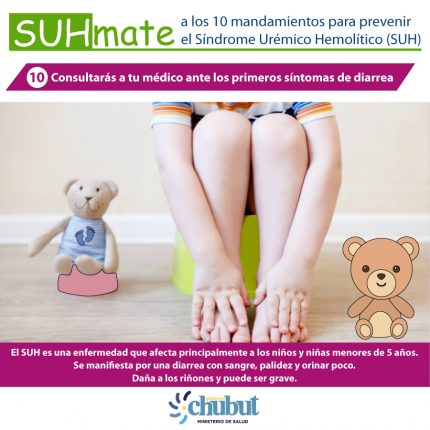 SUHmate
a los 10 mandamientos para prevenir
el Síndrome Urémico Hemolítico (SUH)
10 Consultarás a tu médico ante los primeros síntomas de diarrea
El SUH es una enfermedad que afecta principalmente a los niños y niñas menores de 5 años.
Se manifiesta por una diarrea con sangre, palidez y orinar poco.
Daña a los riñones y puede ser grave.
chubut
MINISTERIO DE SALUD